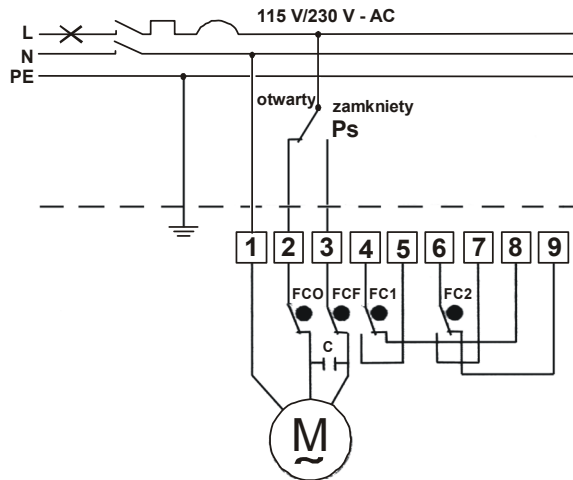 115 V/230 V - AC
L
N
PE
otwarty
zamkniety
Ps
1 2 3 4 5 6 7 8 9
FCO FCF FC1 FC2
C
M
~